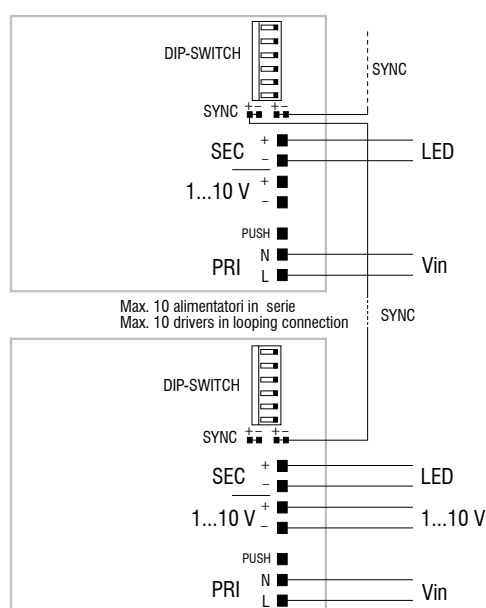 DIP-SWITCH
SYNC
SYNC + – + –
SEC + – LED
1...10 V + –
PUSH
PRI N L Vin
Max. 10 alimentatori in serie
Max. 10 drivers in looping connection
SYNC
DIP-SWITCH
SYNC + – + –
SEC + – LED
1...10 V + – 1...10 V
PUSH
PRI N L Vin